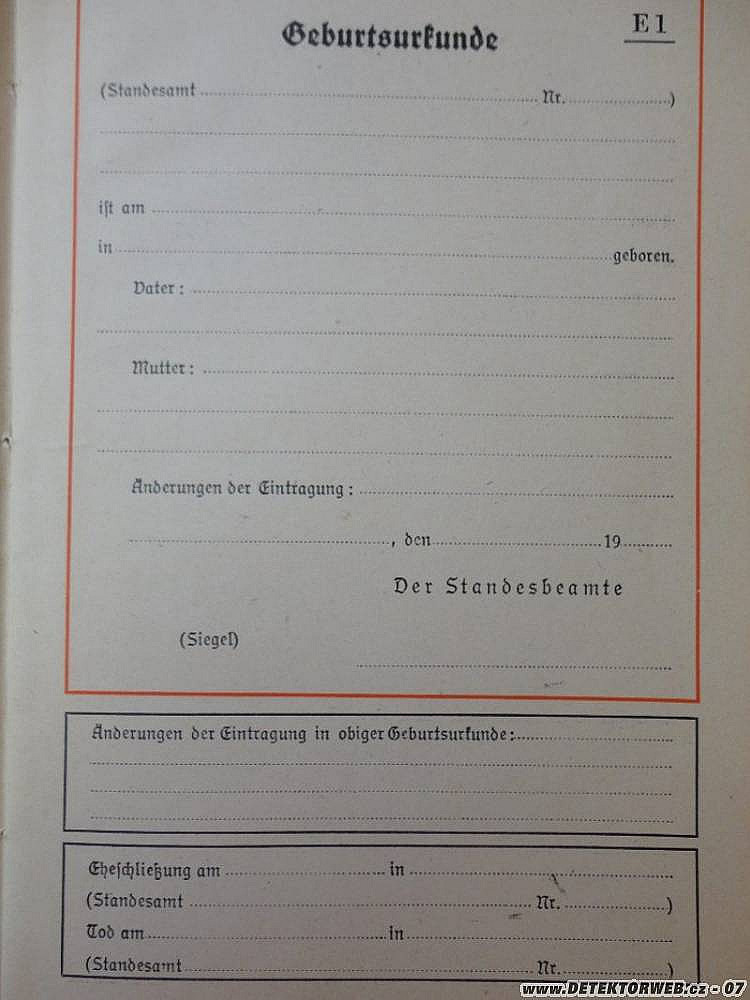 Geburtsurkunde E 1
(Standesamt Nr. )
iſt am
in geboren.
Vater :
Mutter :
Änderungen der Eintragung :
, den 19
Der Standesbeamte
(Siegel)
Änderungen der Eintragung in obiger Geburtsurkunde:
Eheſchließung am in
(Standesamt Nr. )
Tod am in
(Standesamt Nr. )
www.DETEKTORWEB.cz - 07